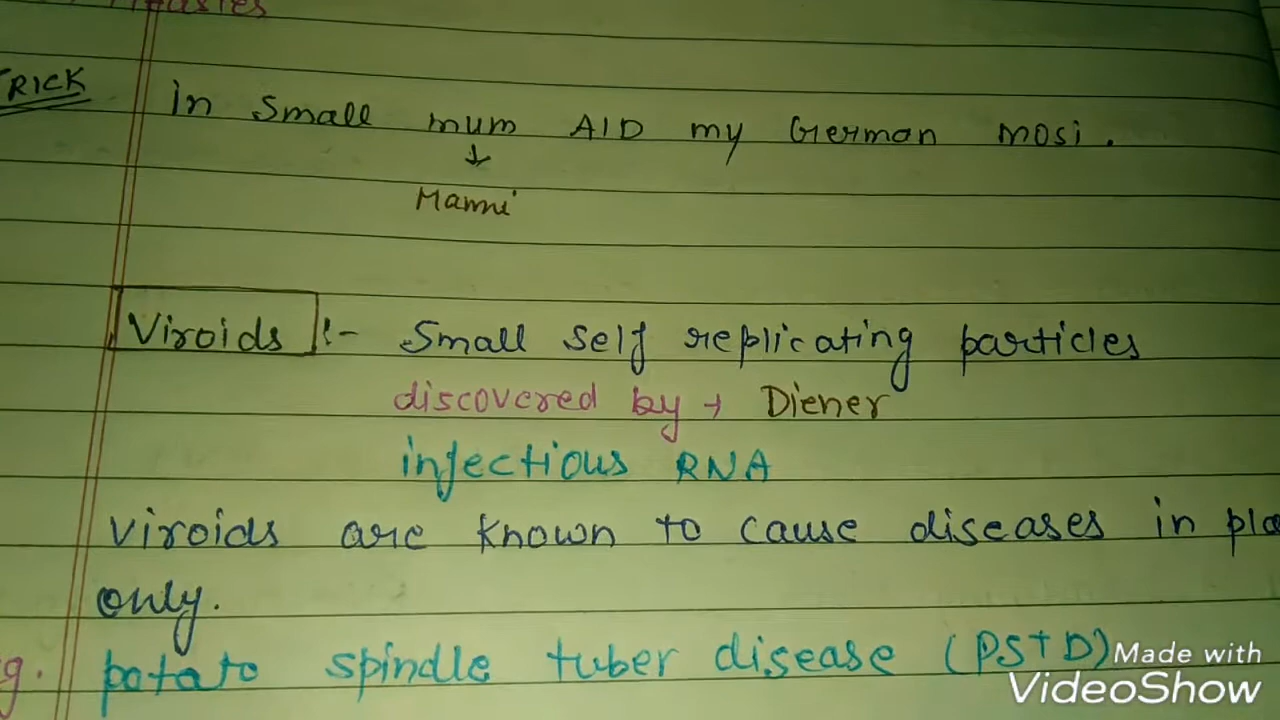 TRICK In Small mum AID my German mosi.
↓
Mammi
Viroids :- Small self replicating particles
discovered by → Diener
infectious RNA
Viroids are known to cause diseases in pla
only.
g. potato spindle tuber disease (PSTD)
Made with
VideoShow